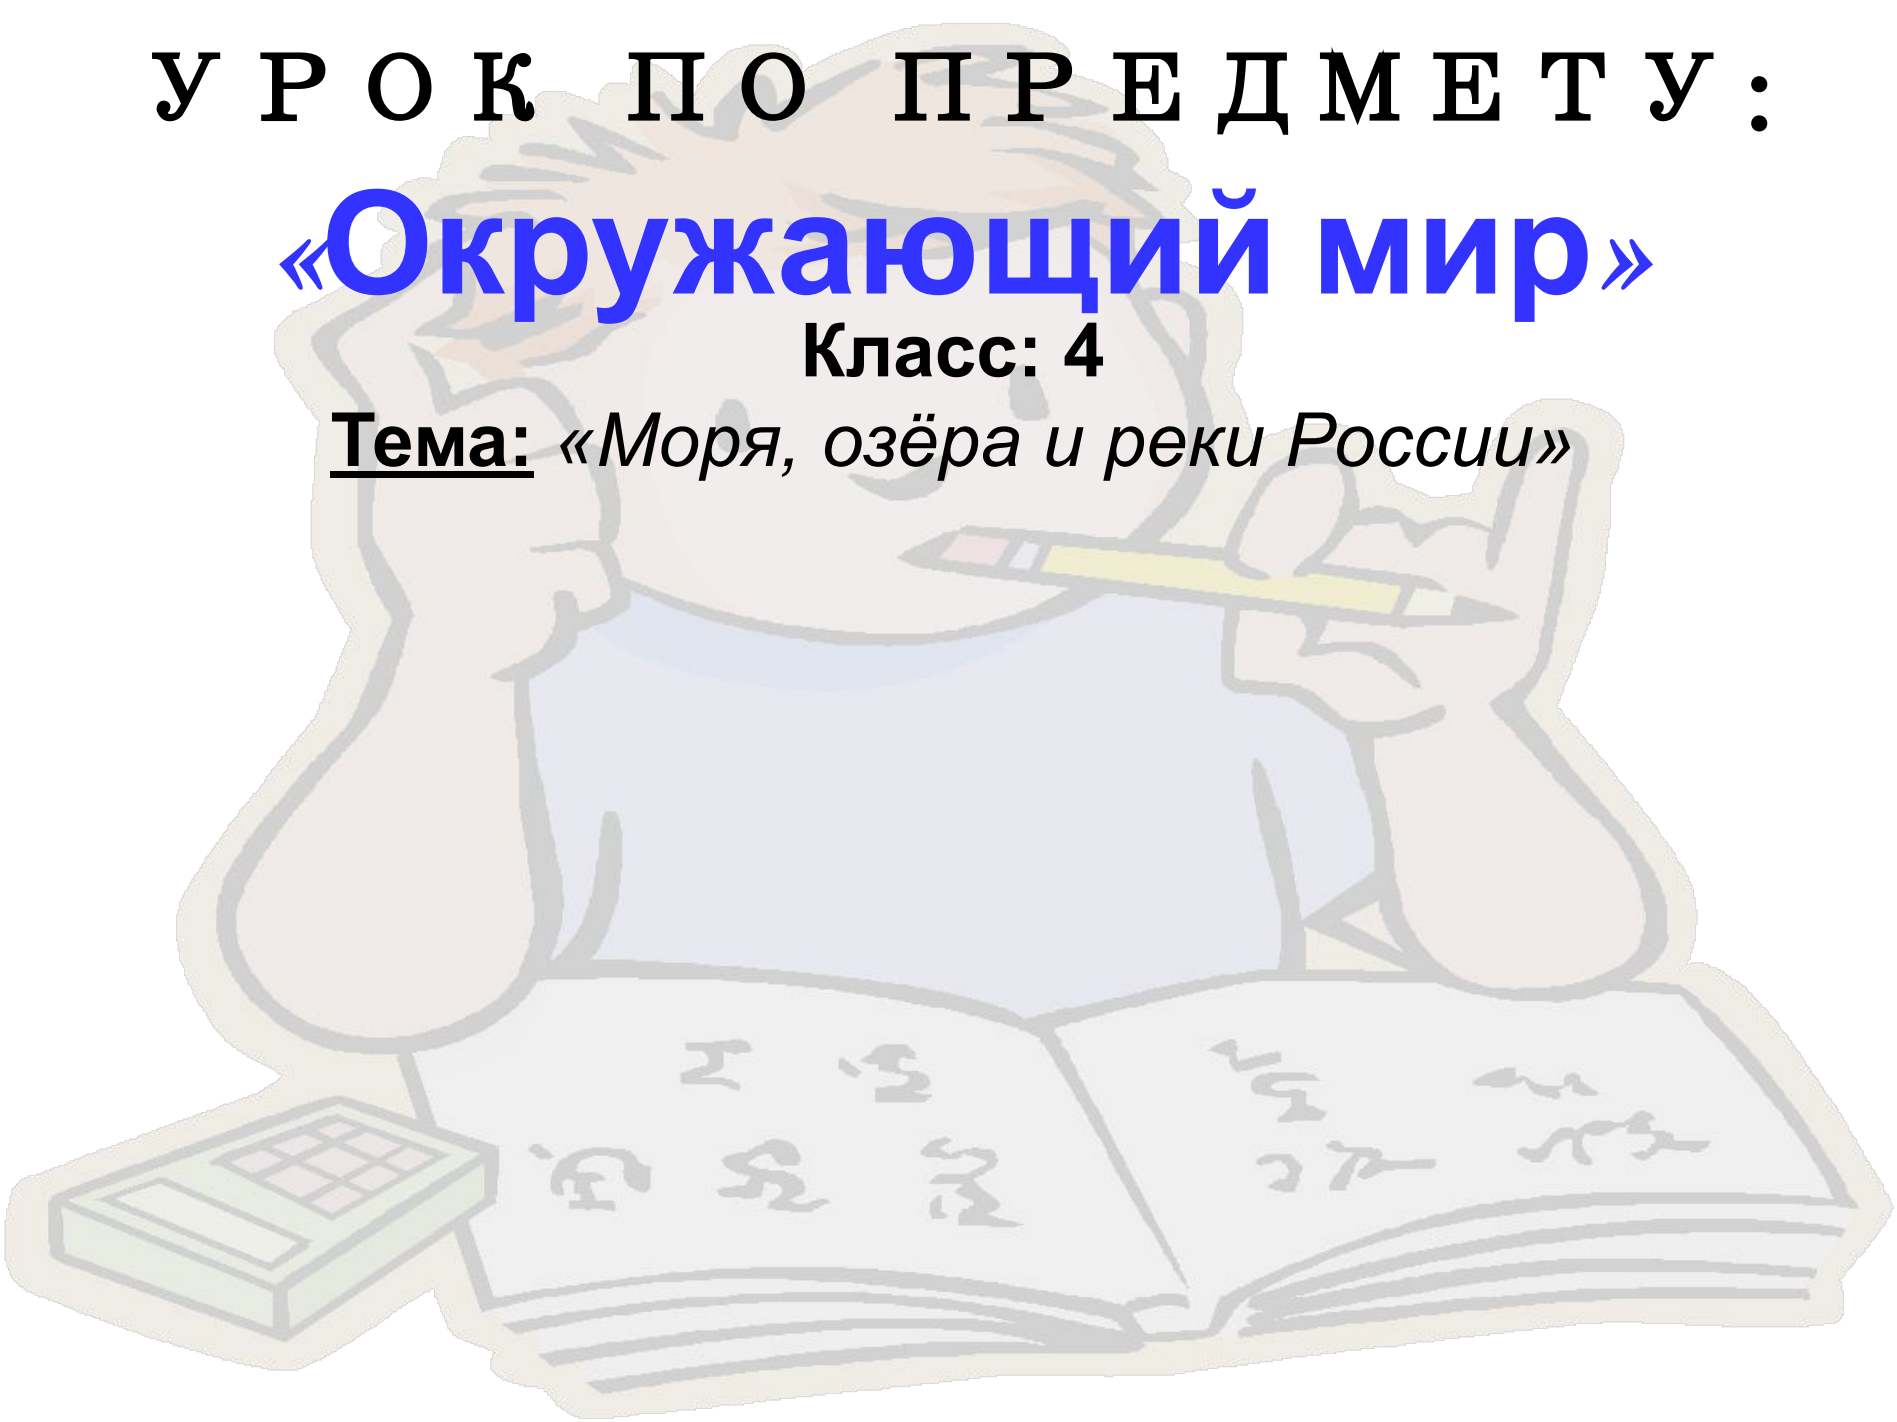 УРОК ПО ПРЕДМЕТУ:
«Окружающий мир»
Класс: 4
Тема: «Моря, озёра и реки России»